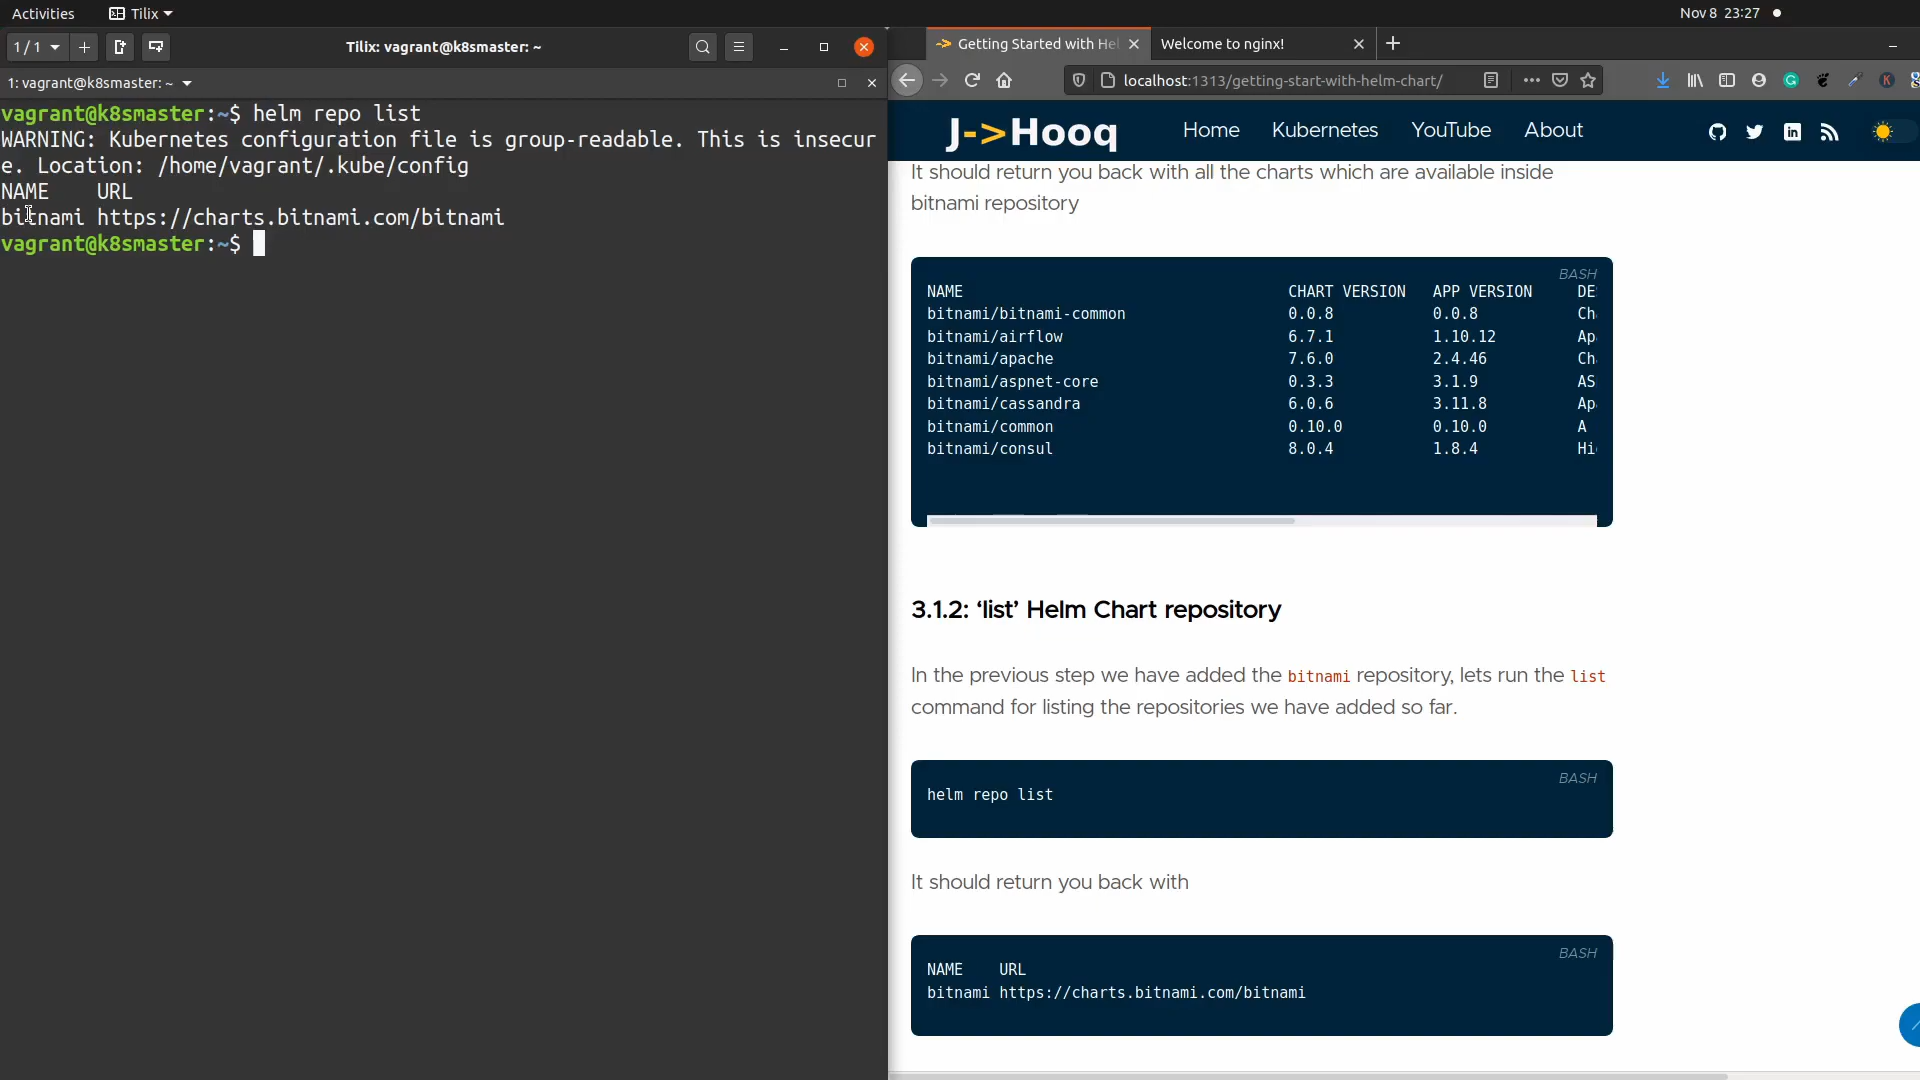 Activities
Tilix
Nov 8 23:27
1 / 1
Tilix: vagrant@k8smaster: ~
1: vagrant@k8smaster: ~
vagrant@k8smaster:~$ helm repo list
WARNING: Kubernetes configuration file is group-readable. This is insecur
e. Location: /home/vagrant/.kube/config
NAME URL
bitnami https://charts.bitnami.com/bitnami
vagrant@k8smaster:~$
Getting Started with Hel
Welcome to nginx!
localhost:1313/getting-start-with-helm-chart/
J->Hooq
Home
Kubernetes
YouTube
About
It should return you back with all the charts which are available inside
bitnami repository
BASH
NAME CHART VERSION APP VERSION DES
bitnami/bitnami-common 0.0.8 0.0.8 Ch
bitnami/airflow 6.7.1 1.10.12 Ap
bitnami/apache 7.6.0 2.4.46 Ch
bitnami/aspnet-core 0.3.3 3.1.9 AS
bitnami/cassandra 6.0.6 3.11.8 Ap
bitnami/common 0.10.0 0.10.0 A
bitnami/consul 8.0.4 1.8.4 Hi
3.1.2: ‘list’ Helm Chart repository
In the previous step we have added the bitnami repository, lets run the list
command for listing the repositories we have added so far.
BASH
helm repo list
It should return you back with
BASH
NAME URL
bitnami https://charts.bitnami.com/bitnami